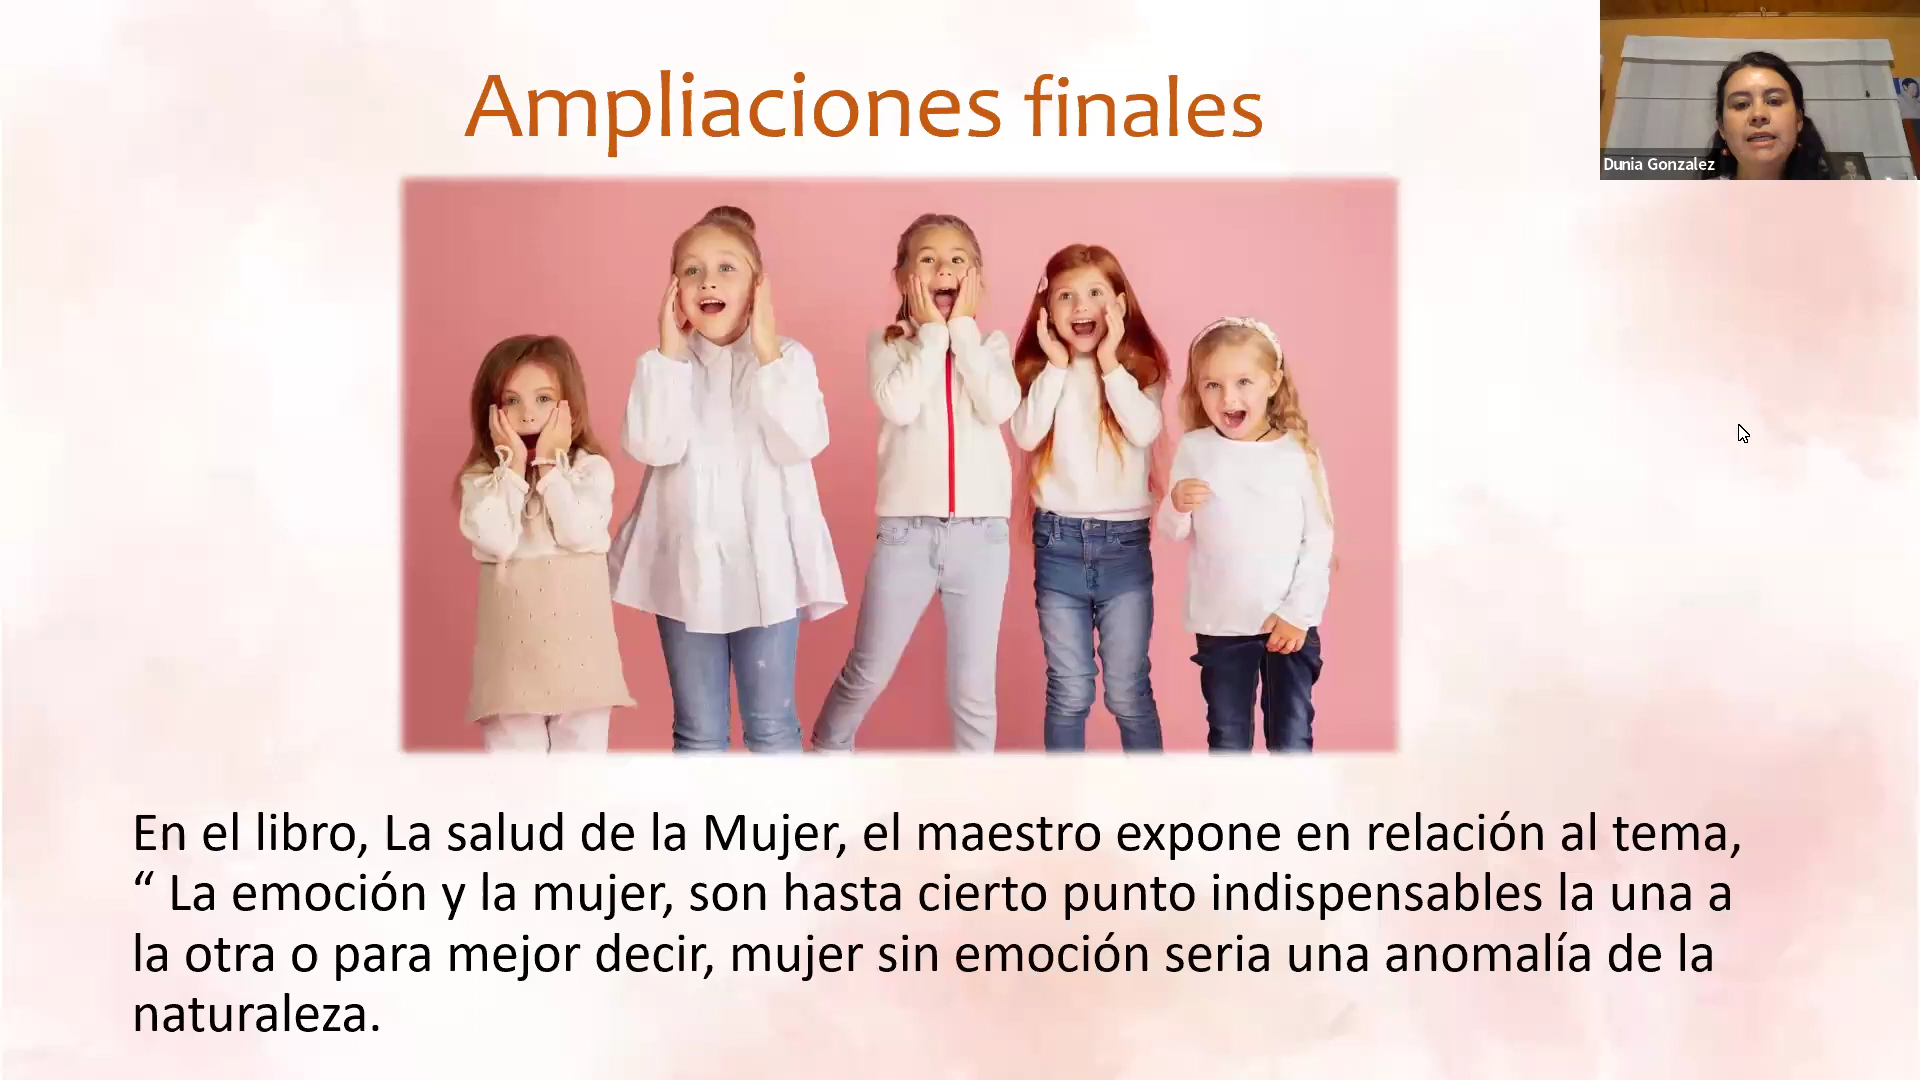 Ampliaciones finales
Dunia Gonzalez
En el libro, La salud de la Mujer, el maestro expone en relación al tema,
“ La emoción y la mujer, son hasta cierto punto indispensables la una a
la otra o para mejor decir, mujer sin emoción seria una anomalía de la
naturaleza.